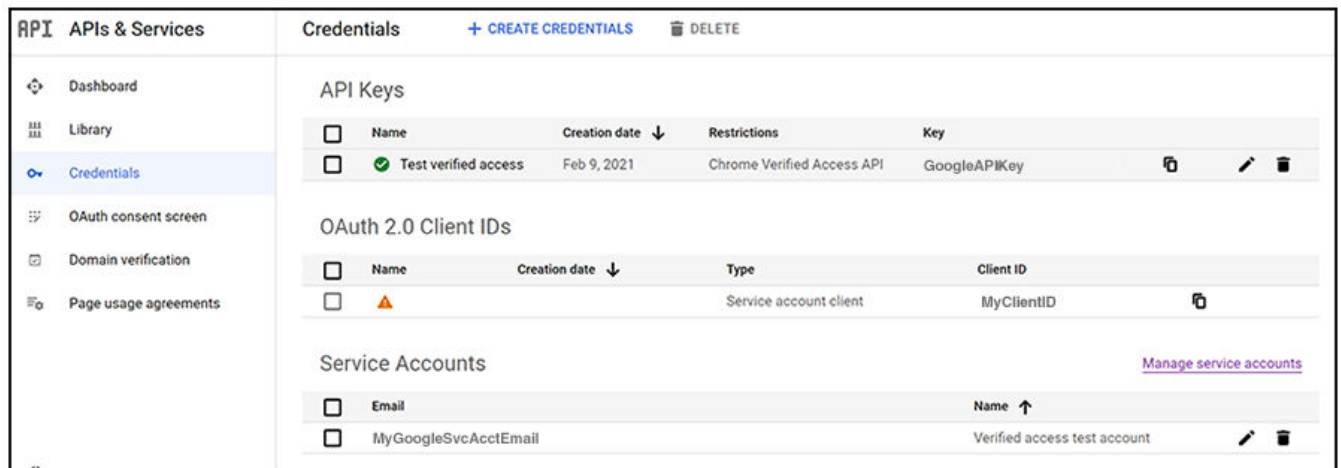 API APIs & Services
Credentials
CREATE CREDENTIALS
DELETE
Dashboard
Library
Credentials
OAuth consent screen
Domain verification
Page usage agreements
API Keys
Name Creation date Restrictions Key
Test verified access Feb 9, 2021 Chrome Verified Access API GoogleAPIKey
OAuth 2.0 Client IDs
Name Creation date Type Client ID
Service account client MyClientID
Service Accounts
Manage service accounts
Email Name
MyGoogleSvcAcctEmail Verified access test account